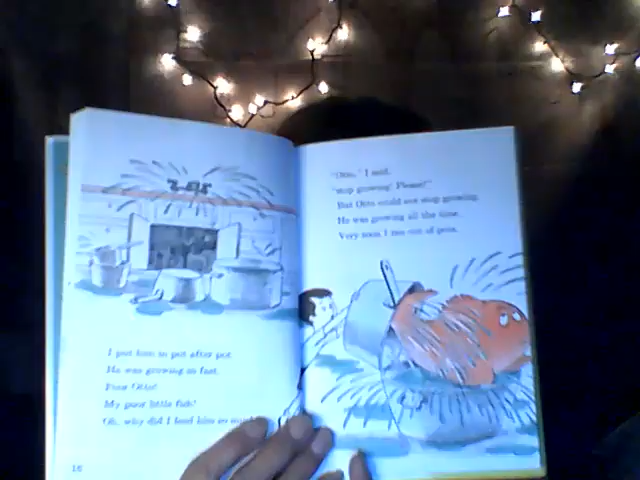 I put him in pot after pot.
He was growing so fast.
Poor Otto!
My poor little fish!
Oh, why did I feed him so much
16
"Otto," I said,
"stop growing! Please!"
But Otto could not stop growing.
He was growing all the time.
Very soon I ran out of pots.